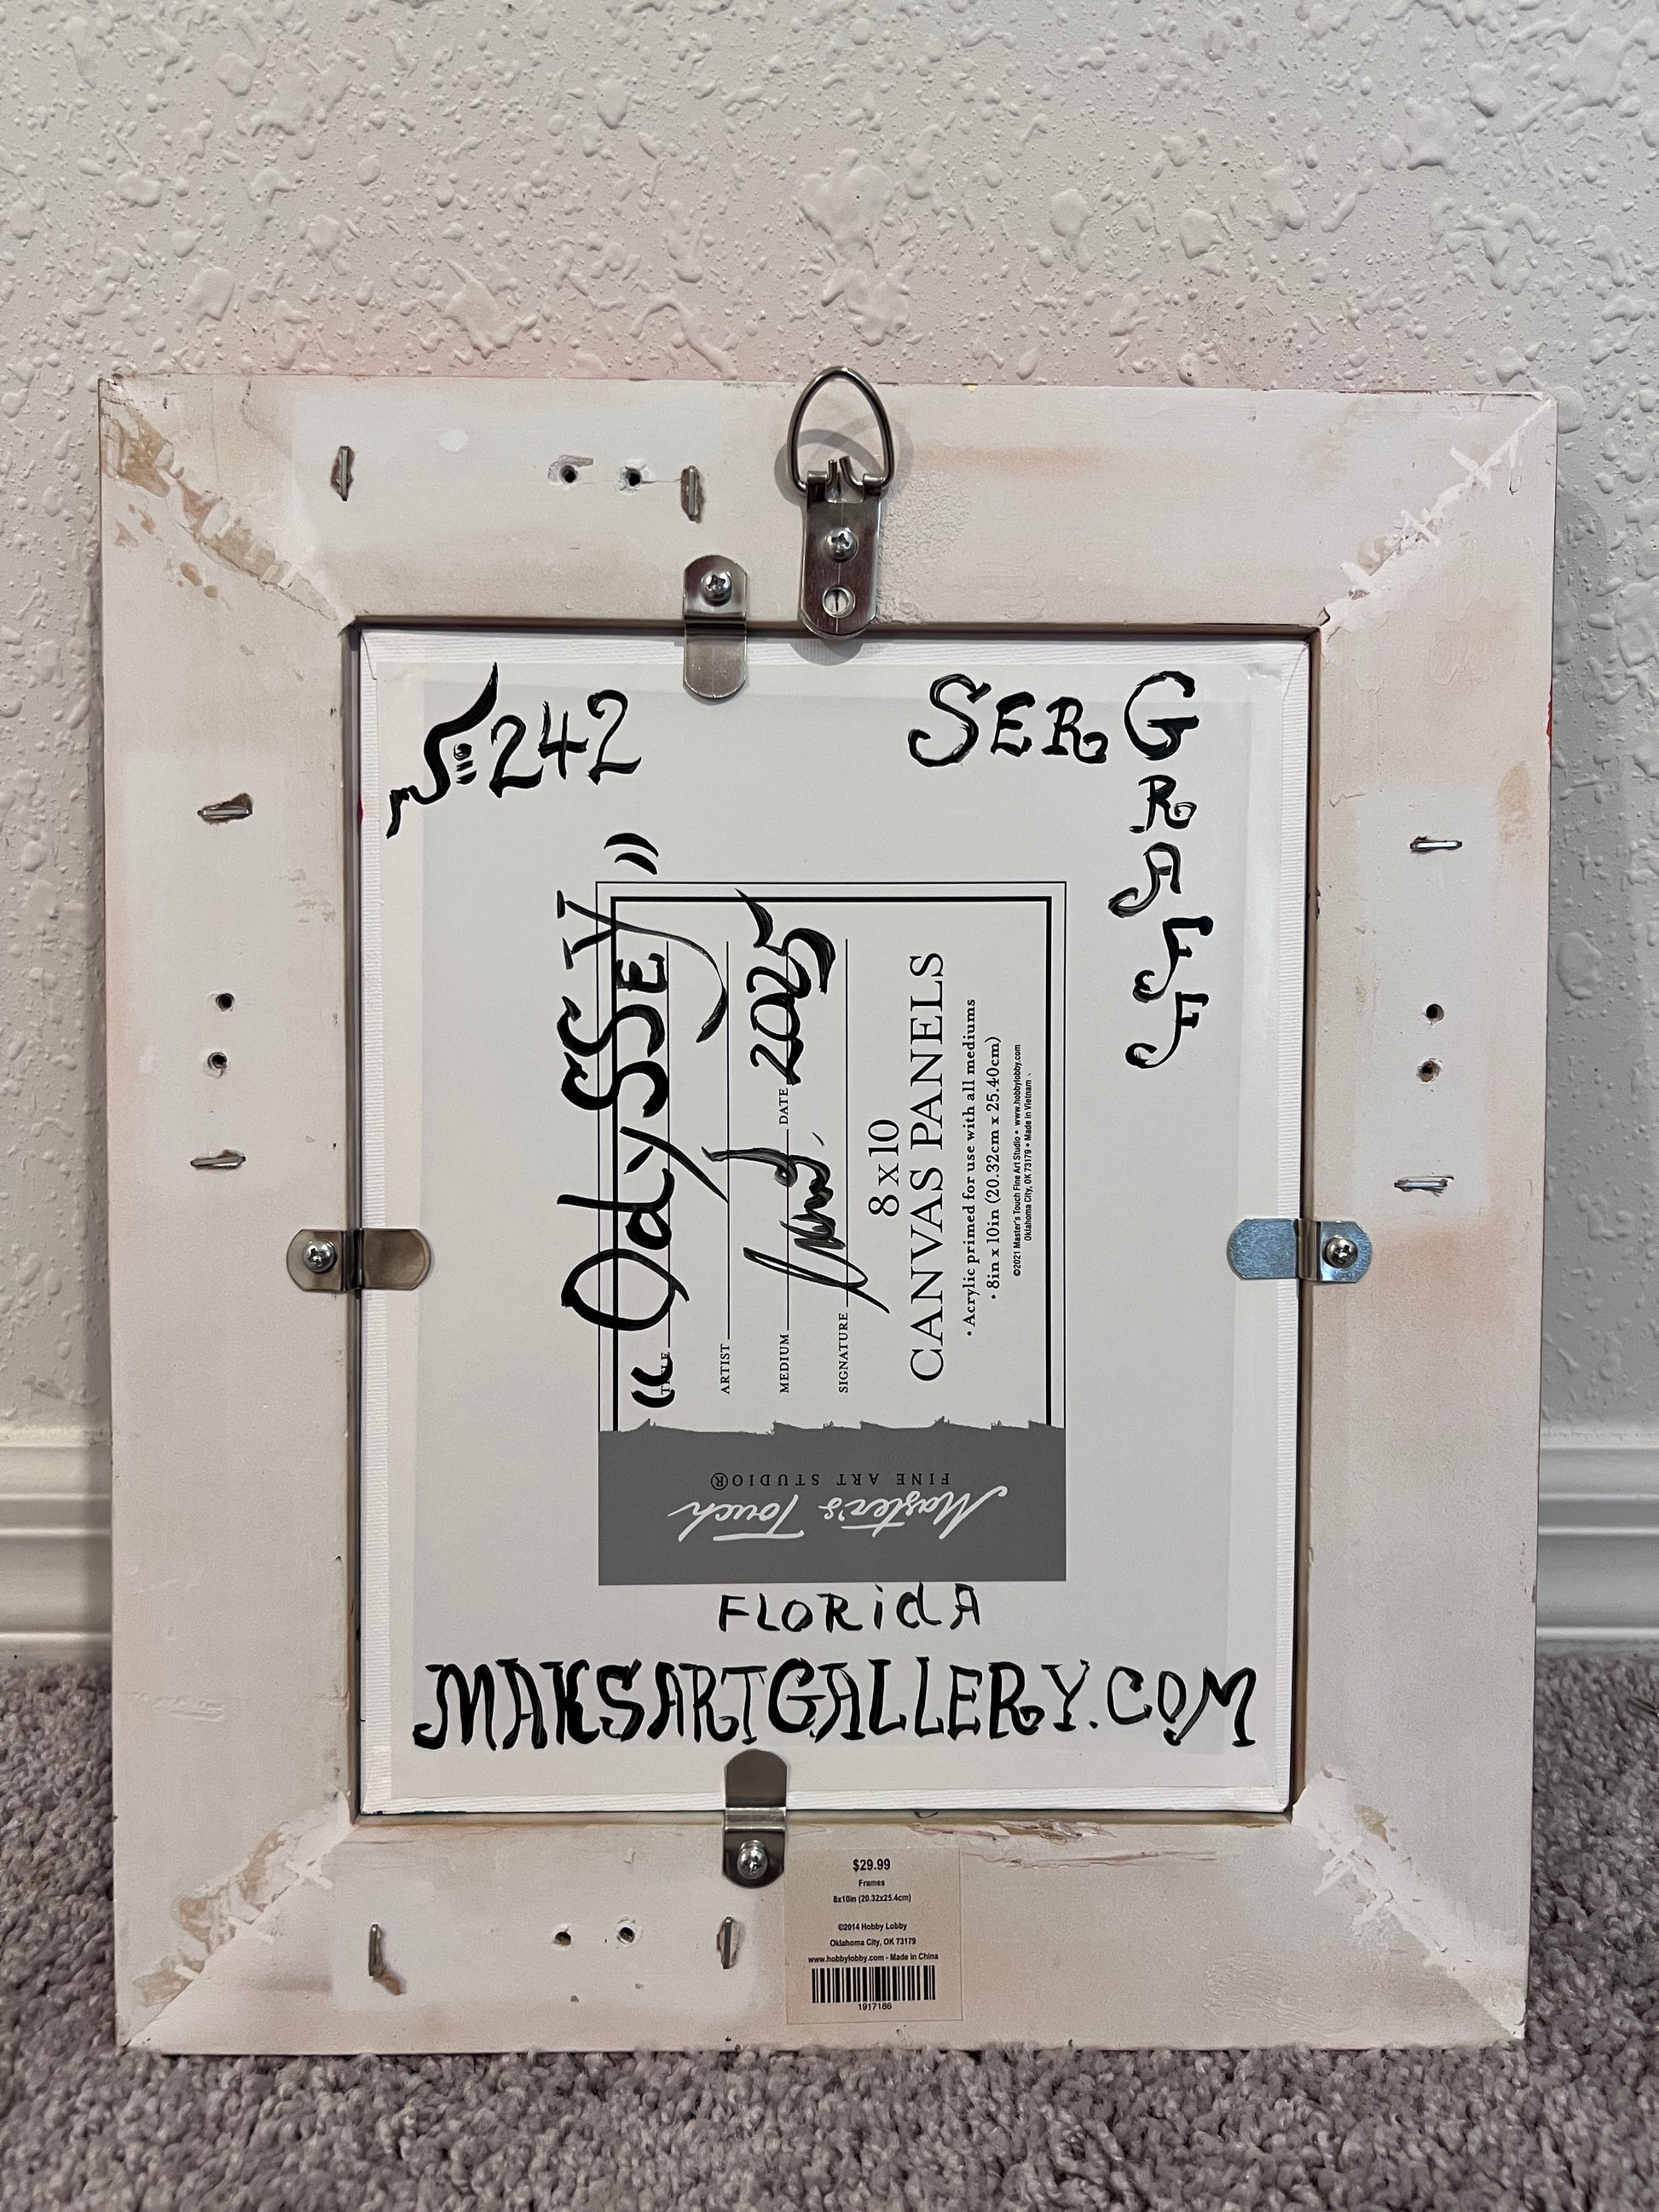 №242
SERG
R
A
F
F
TITLE
"OdySSEY"
ARTIST
MEDIUM
DATE 2025
SIGNATURE
8 x 10
CANVAS PANELS
• Acrylic primed for use with all mediums
• 8in x 10in (20.32cm x 25.40cm)
©2021 Master's Touch Fine Art Studio • www.hobbylobby.com
Oklahoma City, OK 73179 • Made in Vietnam
Master's Touch
FINE ART STUDIO®
FLORidA
MAKSARTGALLERY.COM
$29.99
Frames
8x10in (20.32x25.4cm)
©2014 Hobby Lobby
Oklahoma City, OK 73179
www.hobbylobby.com - Made in China
1917186